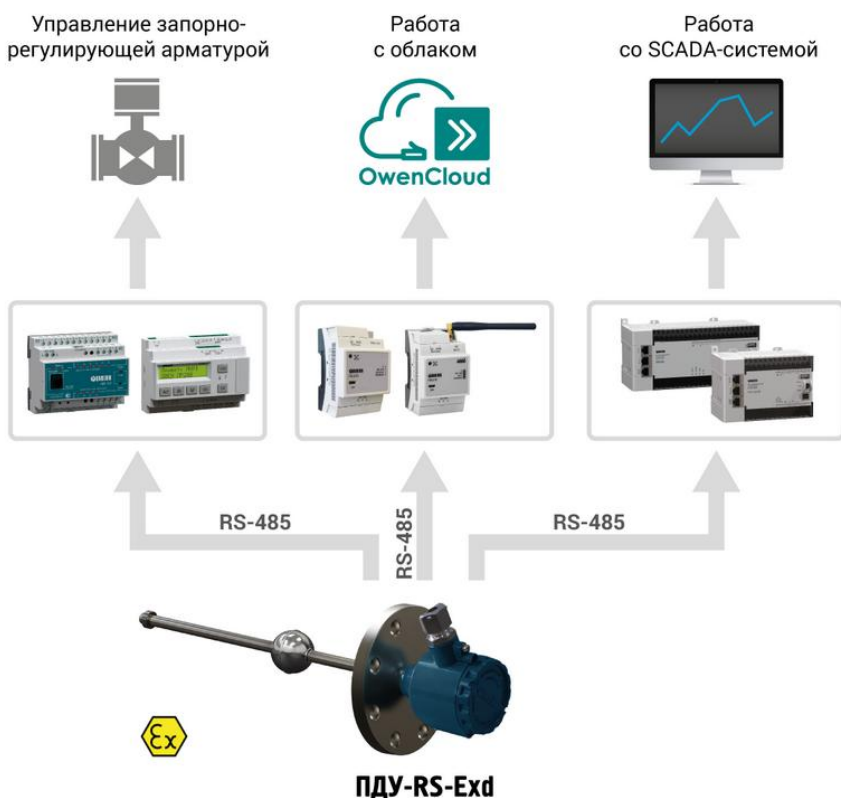 Управление запорно-
регулирующей арматурой
Работа
с облаком
Работа
со SCADA-системой
OwenCloud
RS-485
RS-485
RS-485
Ex
ПДУ-RS-Exd